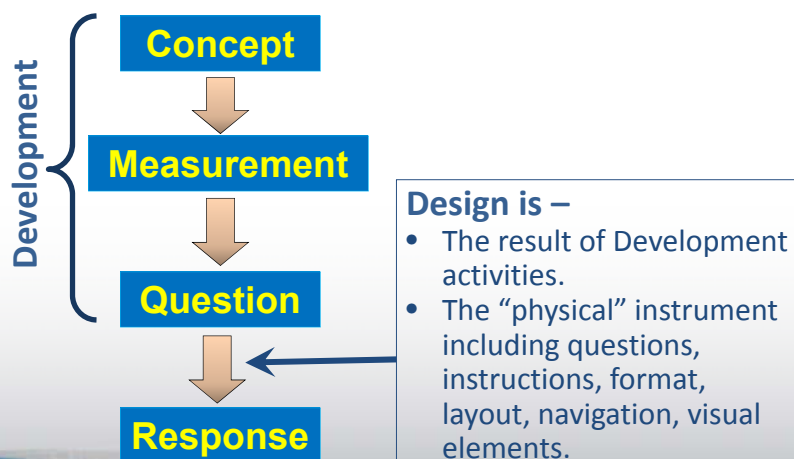 Development
Concept
Measurement
Question
Response
Design is –
• The result of Development
activities.
• The “physical” instrument
including questions,
instructions, format,
layout, navigation, visual
elements.